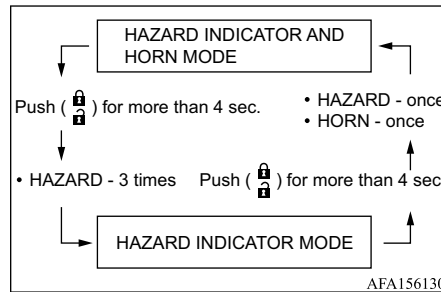 HAZARD INDICATOR AND
HORN MODE
Push ( ) for more than 4 sec.
• HAZARD - once
• HORN - once
• HAZARD - 3 times
Push ( ) for more than 4 sec
HAZARD INDICATOR MODE
AFA156130